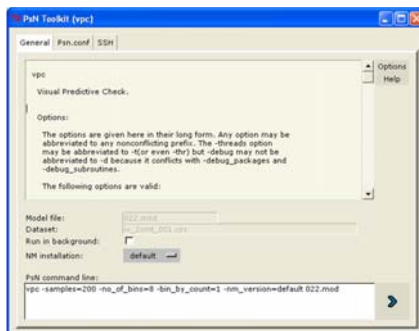 PsN Toolkit (vpc)
General Psn.conf SSH
Options
Help
vpc
Visual Predictive Check.
Options:
The options are given here in their long form. Any option may be
abbreviated to any nonconflicting prefix. The -threads option
may be abbreviated to -t(or even -thr) but -debug may not be
abbreviated to -d because it conflicts with -debug_packages and
-debug_subroutines.
The following options are valid:
Model file: 022.mod
Dataset:
Run in background:
NM installation: default
PsN command line:
vpc -samples=200 -no_of_bins=8 -bin_by_count=1 -nm_version=default 022.mod